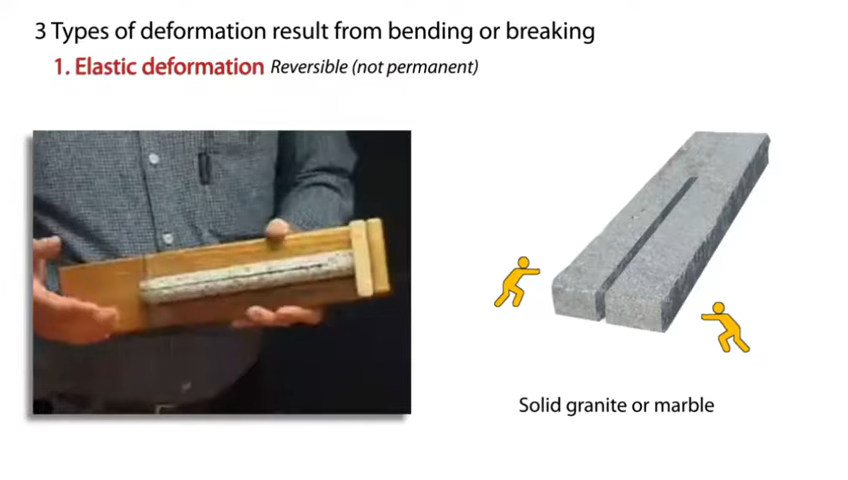 3 Types of deformation result from bending or breaking
1. Elastic deformation Reversible (not permanent)
Solid granite or marble